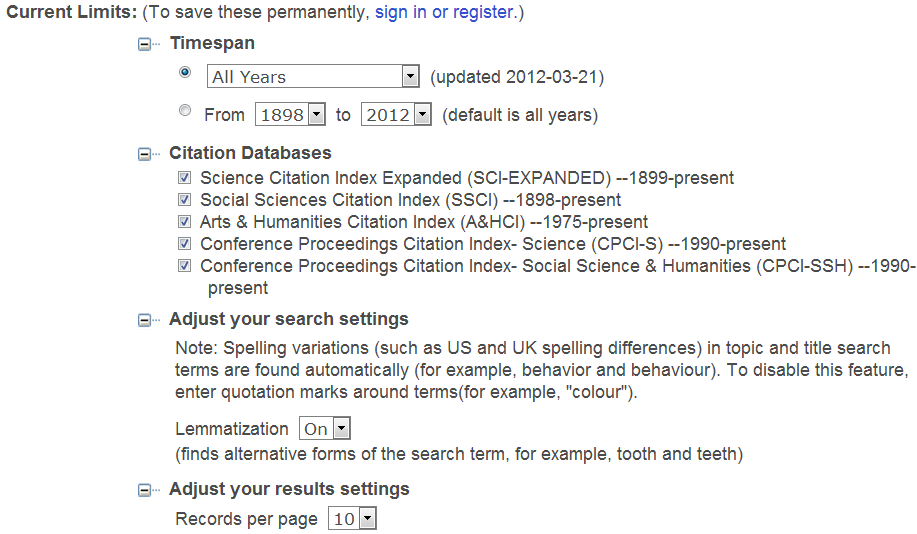 Current Limits: (To save these permanently, sign in or register.)
Timespan
All Years (updated 2012-03-21)
From 1898 to 2012 (default is all years)
Citation Databases
Science Citation Index Expanded (SCI-EXPANDED) --1899-present
Social Sciences Citation Index (SSCI) --1898-present
Arts & Humanities Citation Index (A&HCI) --1975-present
Conference Proceedings Citation Index- Science (CPCI-S) --1990-present
Conference Proceedings Citation Index- Social Science & Humanities (CPCI-SSH) --1990-
present
Adjust your search settings
Note: Spelling variations (such as US and UK spelling differences) in topic and title search
terms are found automatically (for example, behavior and behaviour). To disable this feature,
enter quotation marks around terms(for example, "colour").
Lemmatization On
(finds alternative forms of the search term, for example, tooth and teeth)
Adjust your results settings
Records per page 10